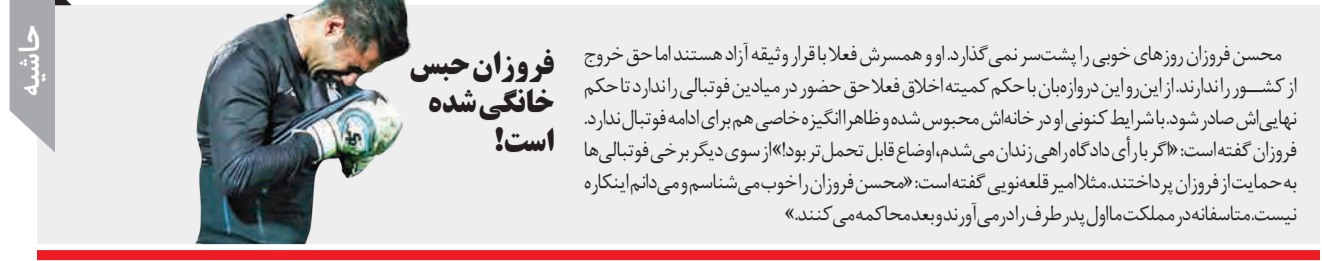 حاشیه
فروزان حبس
خانگی شده
است!
محسن فروزان روزهای خوبی را پشت‌سر نمی‌گذارد. او و همسرش فعلا با قرار وثیقه آزاد هستند اما حق خروج
از کشــور را ندارند. از این رو این دروازه‌بان با حکم کمیته اخلاق فعلا حق حضور در میادین فوتبالی را ندارد تا حکم
نهایی‌اش صادر شود. با شرایط کنونی او در خانه‌اش محبوس شده و ظاهرا انگیزه خاصی هم برای ادامه فوتبال ندارد.
فروزان گفته است: «اگر با رأی دادگاه راهی زندان می‌شدم، اوضاع قابل تحمل‌تر بود!» از سوی دیگر برخی فوتبالی‌ها
به حمایت از فروزان پرداختند. مثلا امیر قلعه‌نویی گفته است: «محسن فروزان را خوب می‌شناسم و می‌دانم اینکاره
نیست. متاسفانه در مملکت ما اول پدر طرف را درمی‌آورند و بعد محاکمه می‌کنند.»